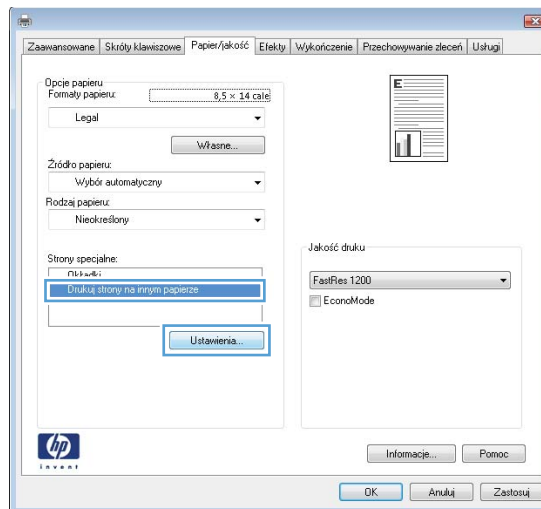 Zaawansowane Skróty klawiszowe Papier/jakość Efekty Wykończenie Przechowywanie zleceń Usługi
Opcje papieru
Formaty papieru: 8,5 × 14 cale
Legal
Własne...
Źródło papieru:
Wybór automatyczny
Rodzaj papieru:
Nieokreślony
Strony specjalne:
Okładki
Drukuj strony na innym papierze
Ustawienia...
E
Jakość druku
FastRes 1200
EconoMode
hp
invent
Informacje... Pomoc
OK Anuluj Zastosuj